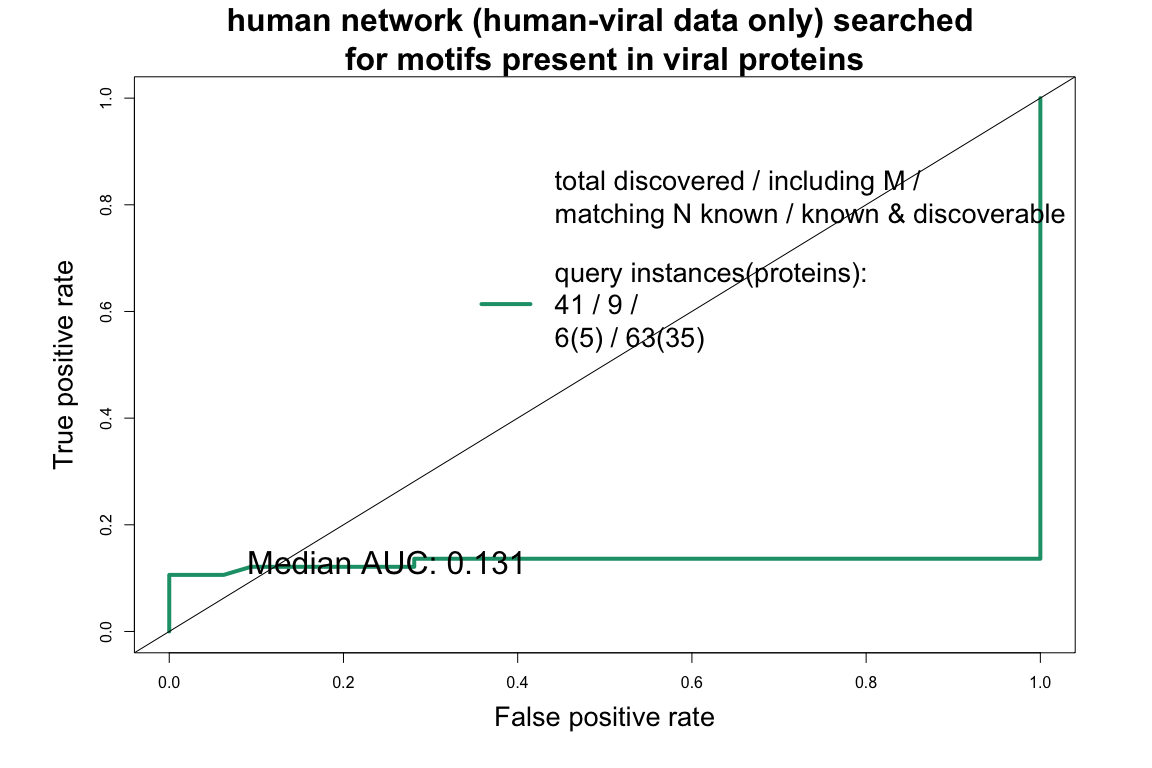 human network (human-viral data only) searched
for motifs present in viral proteins
1.0
0.8
0.6
0.4
0.2
0.0
True positive rate
total discovered / including M /
matching N known / known & discoverable
query instances(proteins):
41 / 9 /
6(5) / 63(35)
Median AUC: 0.131
0.0 0.2 0.4 0.6 0.8 1.0
False positive rate